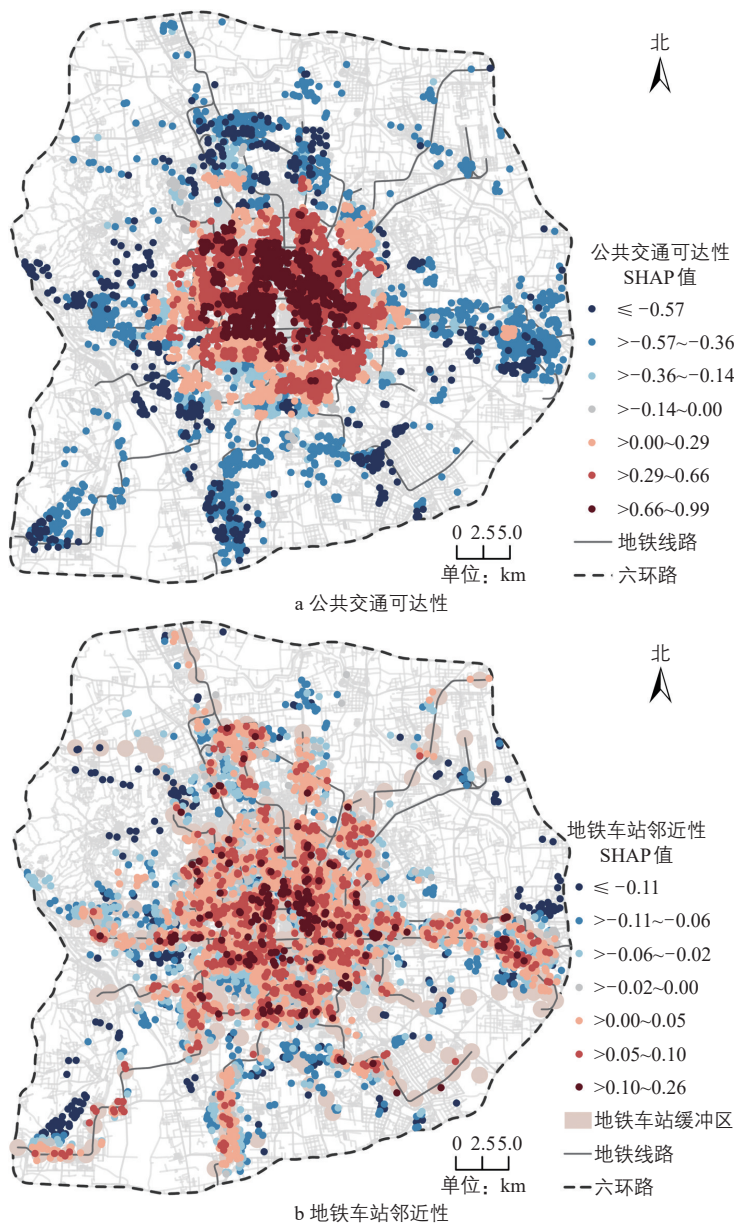 北
公共交通可达性
SHAP值
≤ −0.57
>−0.57~−0.36
>−0.36~−0.14
>−0.14~0.00
>0.00~0.29
>0.29~0.66
>0.66~0.99
地铁线路
六环路
0 2.55.0
单位：km
a 公共交通可达性
北
地铁车站邻近性
SHAP值
≤ −0.11
>−0.11~−0.06
>−0.06~−0.02
>−0.02~0.00
>0.00~0.05
>0.05~0.10
>0.10~0.26
地铁车站缓冲区
地铁线路
六环路
0 2.55.0
单位：km
b 地铁车站邻近性